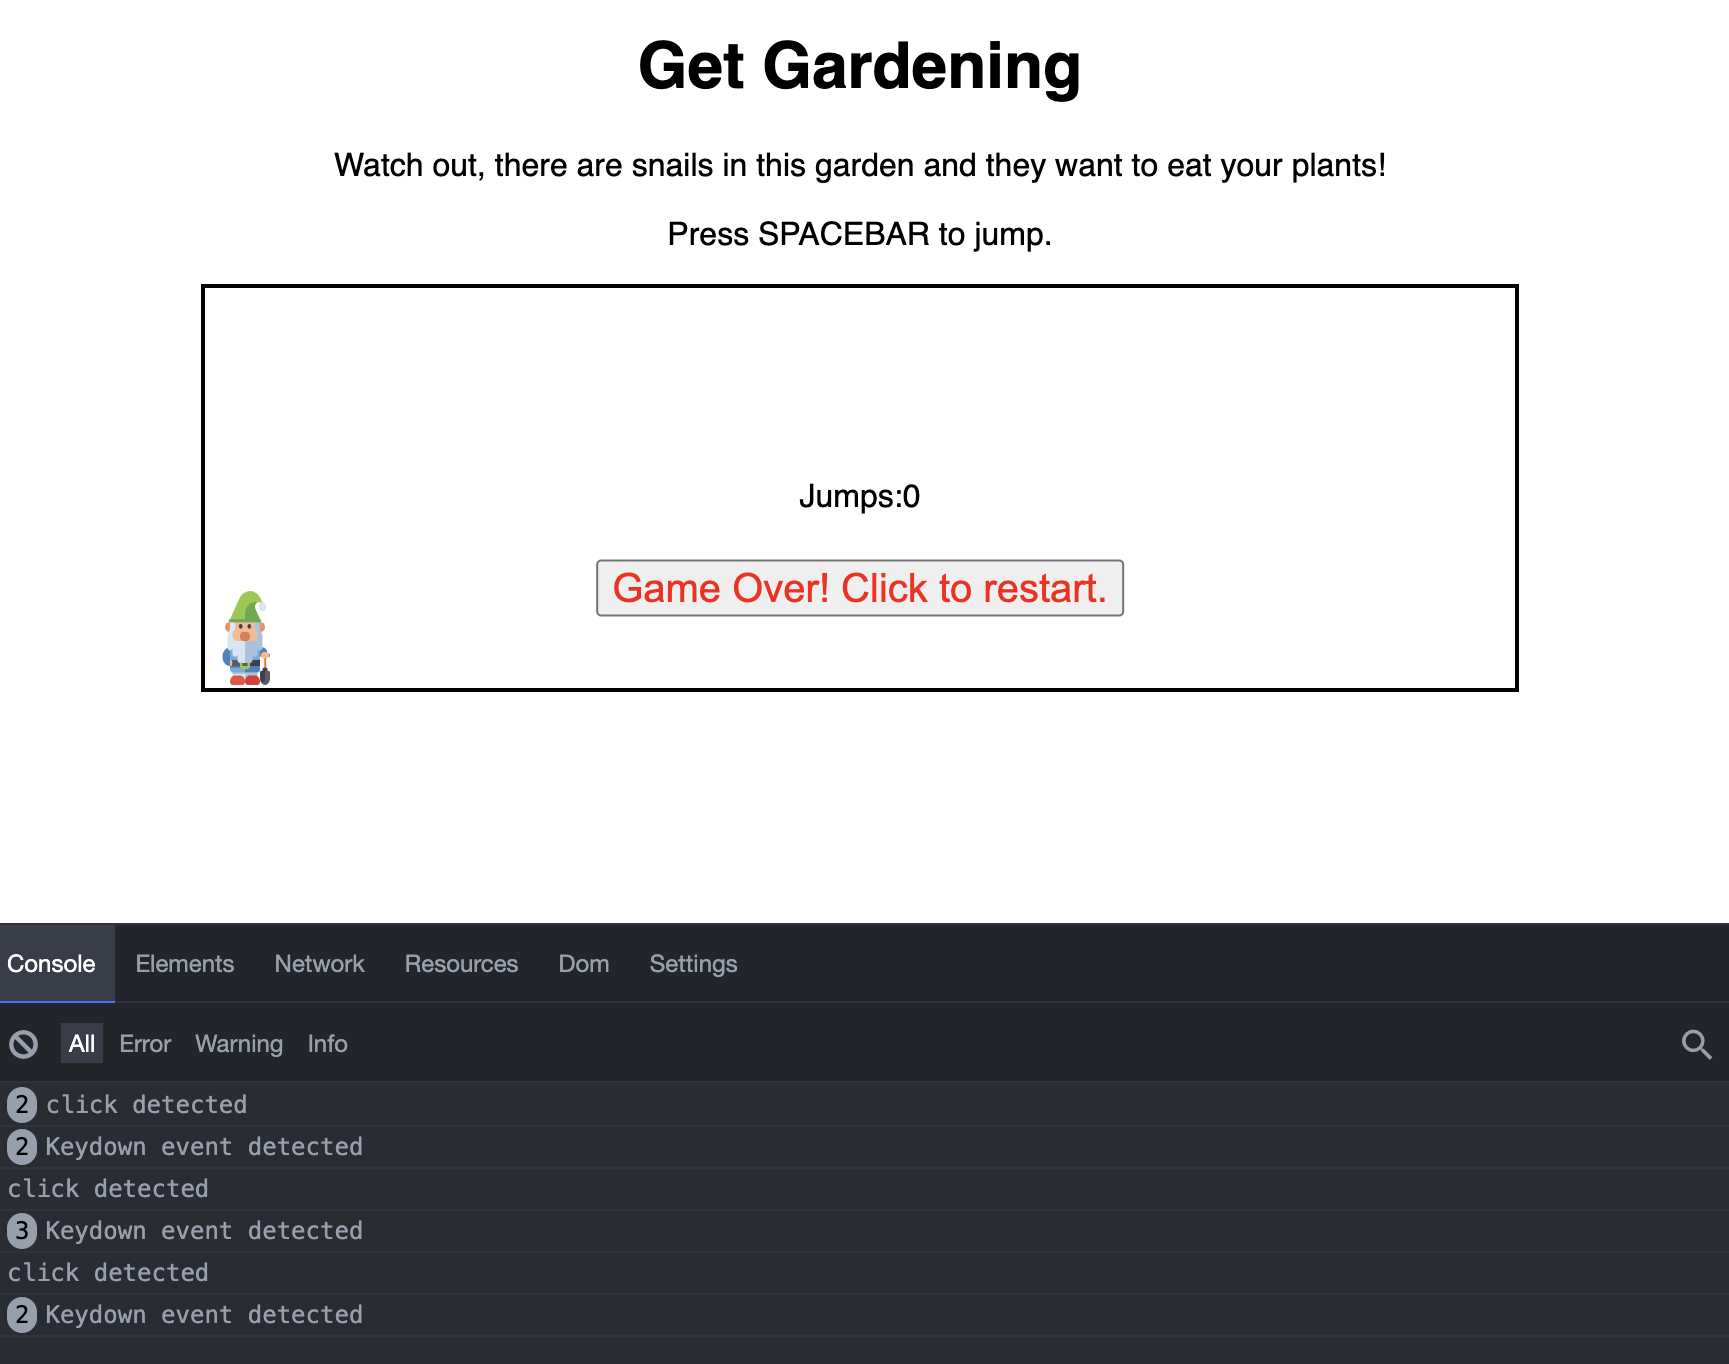 Get Gardening
Watch out, there are snails in this garden and they want to eat your plants!
Press SPACEBAR to jump.
Jumps:0
Game Over! Click to restart.
Console Elements Network Resources Dom Settings
All Error Warning Info
2 click detected
2 Keydown event detected
click detected
3 Keydown event detected
click detected
2 Keydown event detected